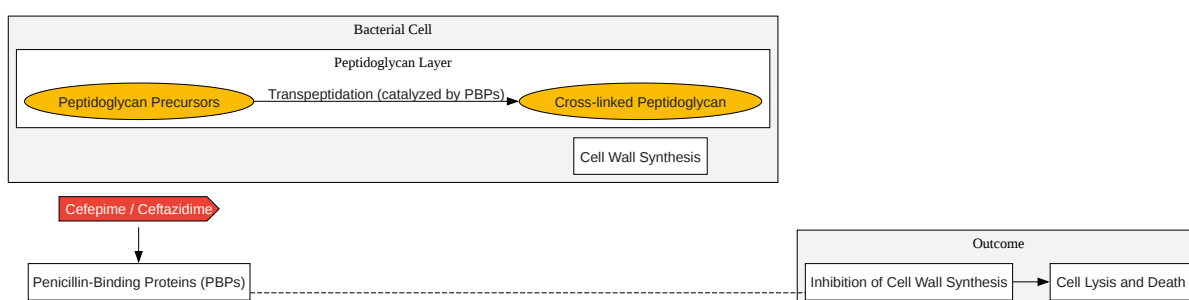 Bacterial Cell
Peptidoglycan Layer
Peptidoglycan Precursors
Transpeptidation (catalyzed by PBPs)
Cross-linked Peptidoglycan
Cell Wall Synthesis
Cefepime / Ceftazidime
Penicillin-Binding Proteins (PBPs)
Outcome
Inhibition of Cell Wall Synthesis
Cell Lysis and Death